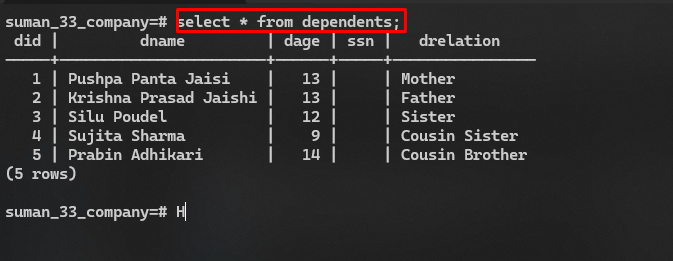 suman_33_company=# select * from dependents;
did | dname | dage | ssn | drelation
-----+----------------------+------+-----+----------------
1 | Pushpa Panta Jaisi | 13 | | Mother
2 | Krishna Prasad Jaishi | 13 | | Father
3 | Silu Poudel | 12 | | Sister
4 | Sujita Sharma | 9 | | Cousin Sister
5 | Prabin Adhikari | 14 | | Cousin Brother
(5 rows)
suman_33_company=# H